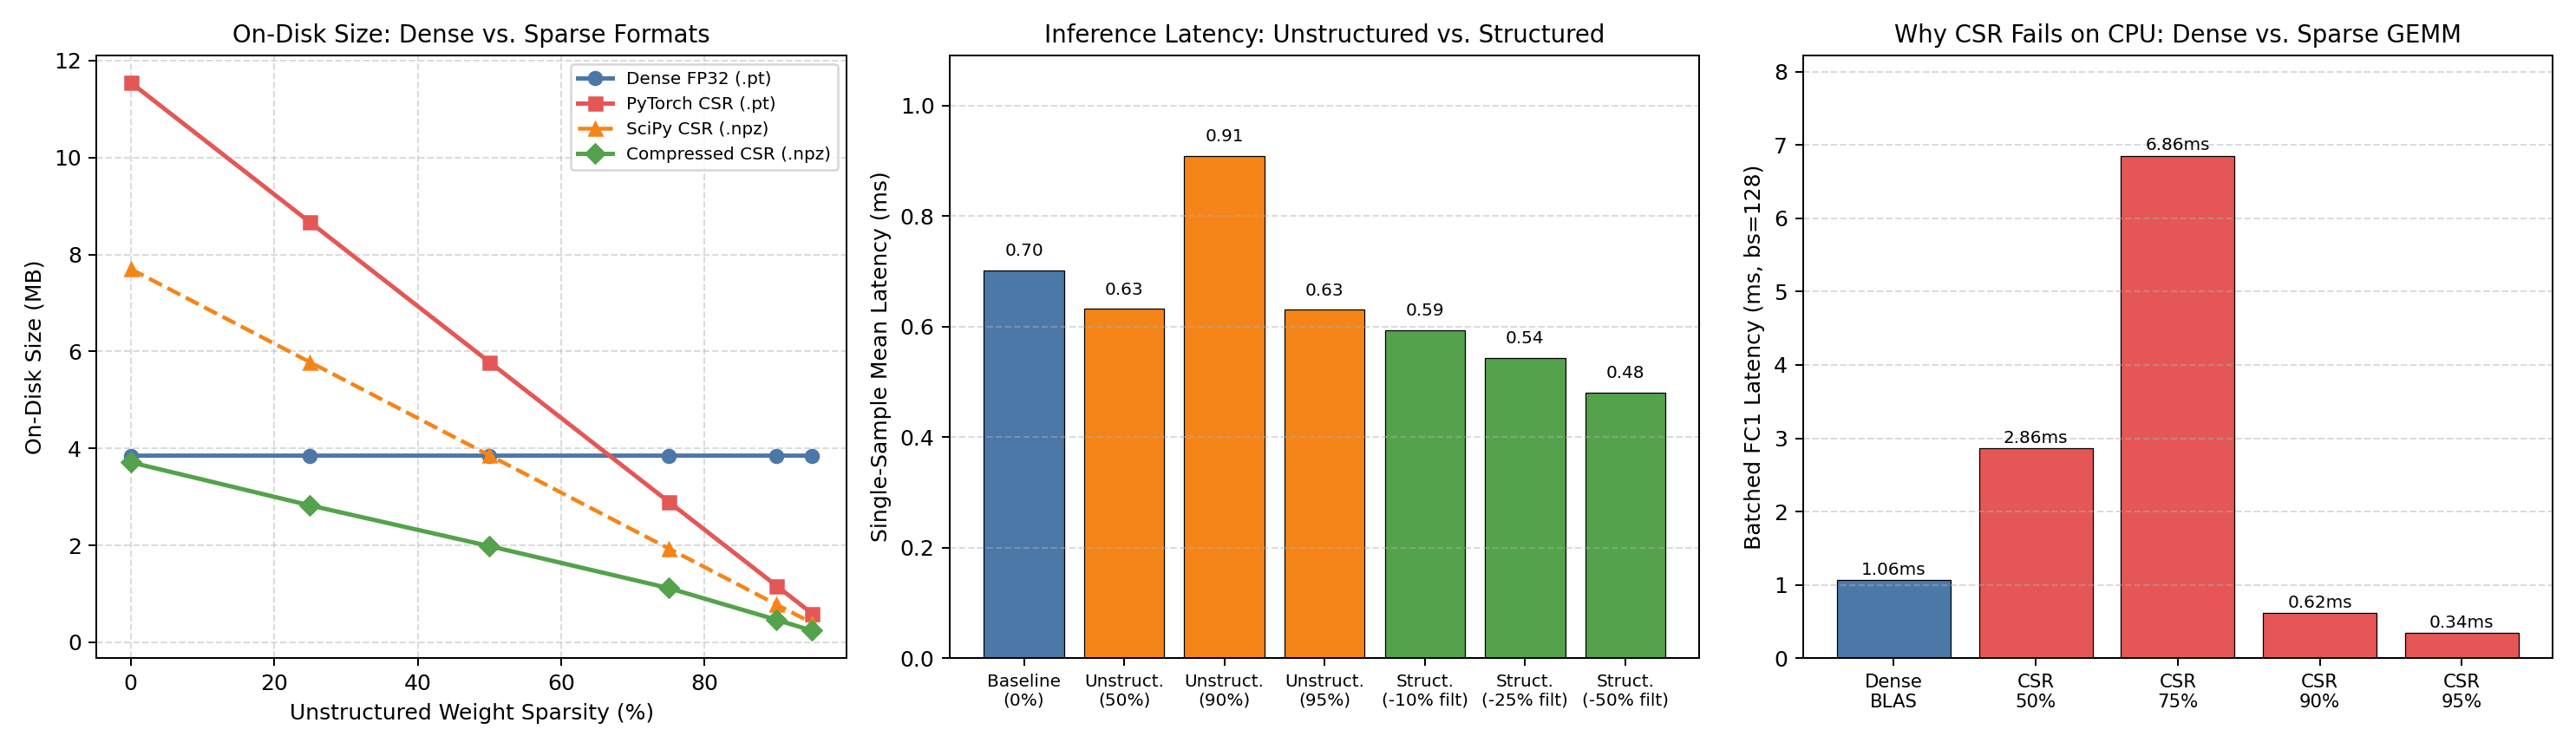 On-Disk Size: Dense vs. Sparse Formats
On-Disk Size (MB)
12
10
8
6
4
2
0
Dense FP32 (.pt)
PyTorch CSR (.pt)
SciPy CSR (.npz)
Compressed CSR (.npz)
0 20 40 60 80
Unstructured Weight Sparsity (%)
Inference Latency: Unstructured vs. Structured
Single-Sample Mean Latency (ms)
1.0
0.8
0.6
0.4
0.2
0.0
0.70
0.63
0.91
0.63
0.59
0.54
0.48
Baseline
(0%)
Unstruct.
(50%)
Unstruct.
(90%)
Unstruct.
(95%)
Struct.
(-10% filt)
Struct.
(-25% filt)
Struct.
(-50% filt)
Why CSR Fails on CPU: Dense vs. Sparse GEMM
Batched FC1 Latency (ms, bs=128)
8
7
6
5
4
3
2
1
0
1.06ms
2.86ms
6.86ms
0.62ms
0.34ms
Dense
BLAS
CSR
50%
CSR
75%
CSR
90%
CSR
95%